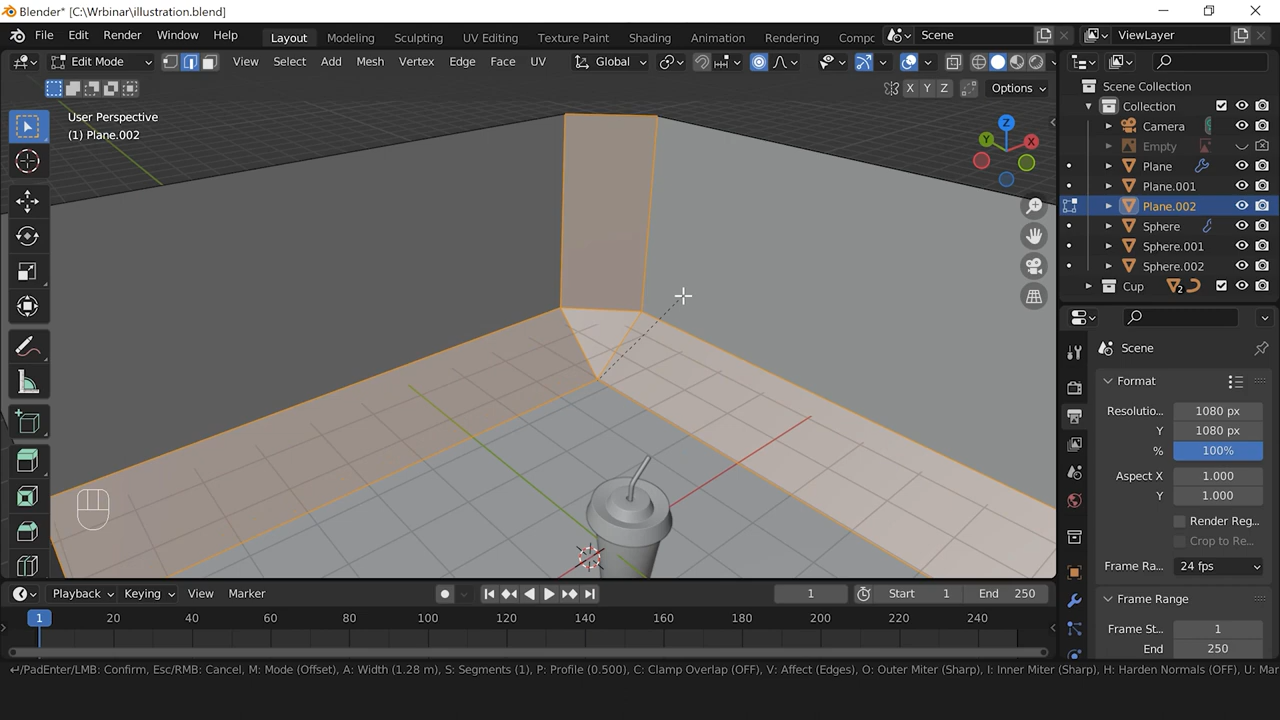 Blender* [C:\Wrbinar\illustration.blend]
File Edit Render Window Help Layout Modeling Sculpting UV Editing Texture Paint Shading Animation Rendering Compc Scene ViewLayer
Edit Mode View Select Add Mesh Vertex Edge Face UV Global
X Y Z Options
User Perspective
(1) Plane.002
Z
Y
X
Scene Collection
Collection
Camera
Empty
Plane
Plane.001
Plane.002
Sphere
Sphere.001
Sphere.002
Cup 2
Scene
Format
Resolutio... 1080 px
Y 1080 px
% 100%
Aspect X 1.000
Y 1.000
Render Reg...
Crop to Re...
Frame Ra... 24 fps
Frame Range
Frame St... 1
End 250
Playback Keying View Marker 1 Start 1 End 250
1 20 40 60 80 100 120 140 160 180 200 220 240
↵/PadEnter/LMB: Confirm, Esc/RMB: Cancel, M: Mode (Offset), A: Width (1.28 m), S: Segments (1), P: Profile (0.500), C: Clamp Overlap (OFF), V: Affect (Edges), O: Outer Miter (Sharp), I: Inner Miter (Sharp), H: Harden Normals (OFF), U: Mar